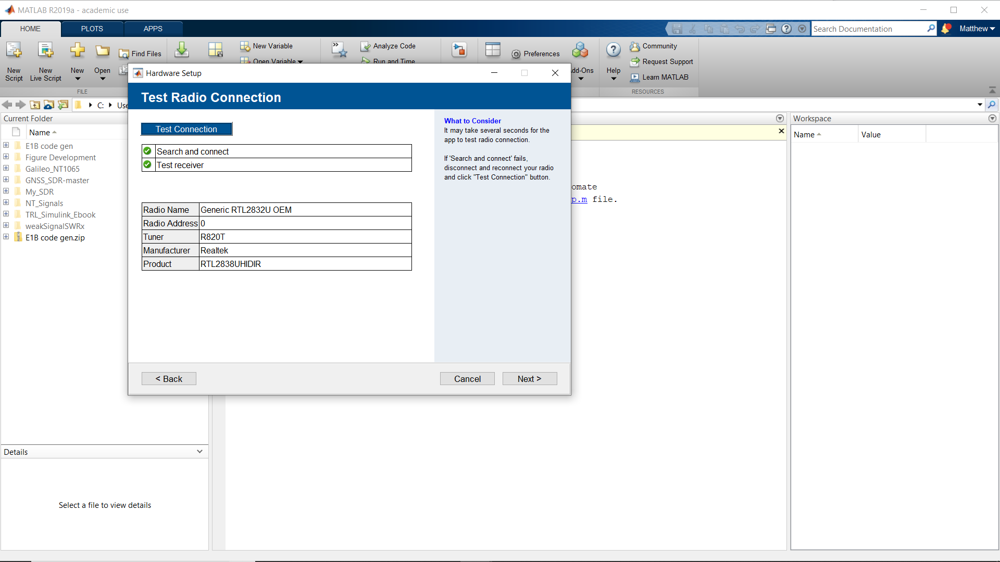 MATLAB R2019a - academic use
HOME
PLOTS
APPS
Search Documentation
Matthew
New Script
New Live Script
New
Open
Find Files
New Variable
Open Variable
Analyze Code
Run and Time
Preferences
Add-Ons
Help
Community
Request Support
Learn MATLAB
FILE
RESOURCES
C:
Use
Current Folder
Name
E1B code gen
Figure Development
Galileo_NT1065
GNSS_SDR-master
My_SDR
NT_Signals
TRL_Simulink_Ebook
weakSignalSWRx
E1B code gen.zip
Details
Select a file to view details
Hardware Setup
Test Radio Connection
Test Connection
Search and connect
Test receiver
Radio Name Generic RTL2832U OEM
Radio Address 0
Tuner R820T
Manufacturer Realtek
Product RTL2838UHIDIR
What to Consider
It may take several seconds for the
app to test radio connection.
If 'Search and connect' fails,
disconnect and reconnect your radio
and click "Test Connection" button.
< Back
Cancel
Next >
omate
p.m file.
Workspace
Name
Value